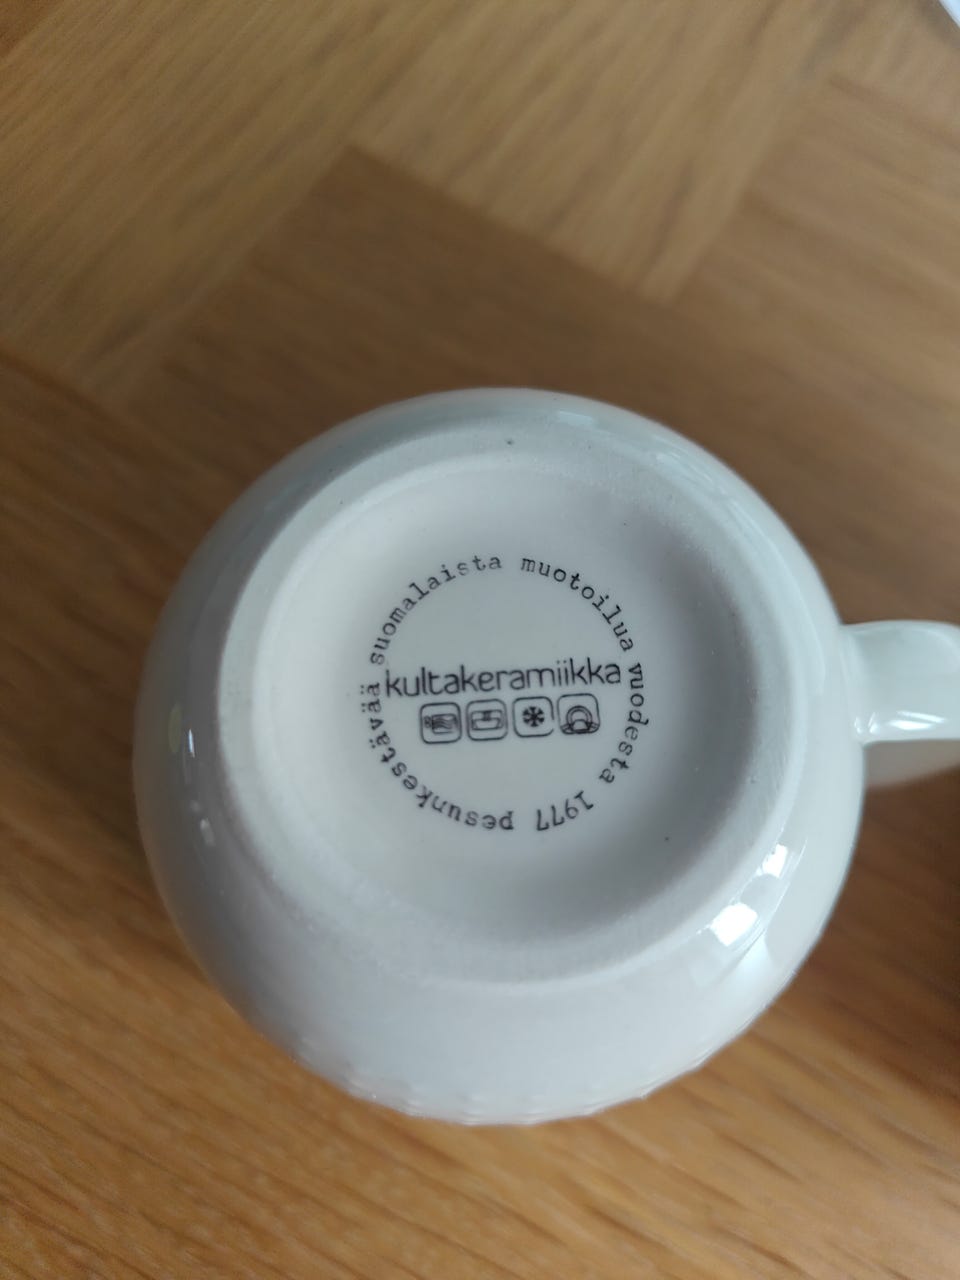 pesunkestävää suomalaista muotoilua vuodesta 1977
kultakeramiikka